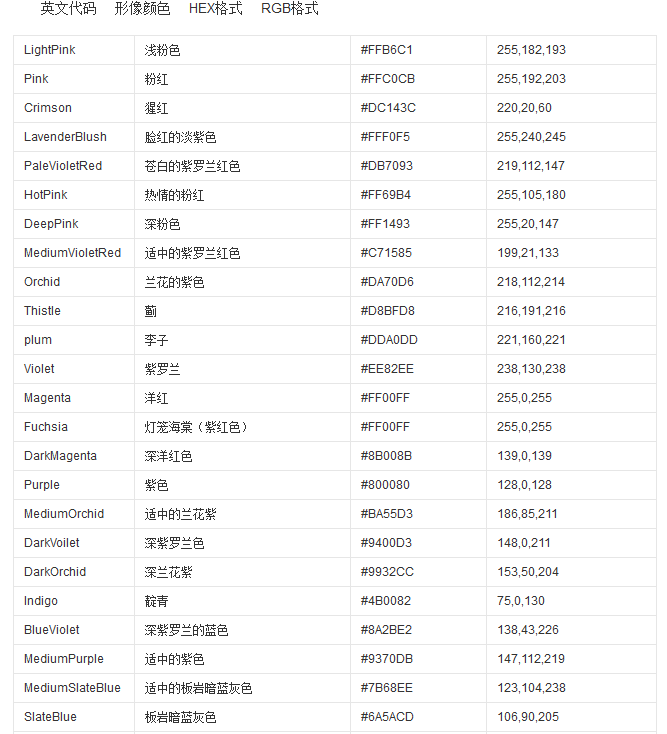 英文代码 形像颜色 HEX格式 RGB格式
LightPink 浅粉色 #FFB6C1 255,182,193
Pink 粉红 #FFC0CB 255,192,203
Crimson 猩红 #DC143C 220,20,60
LavenderBlush 脸红的淡紫色 #FFF0F5 255,240,245
PaleVioletRed 苍白的紫罗兰红色 #DB7093 219,112,147
HotPink 热情的粉红 #FF69B4 255,105,180
DeepPink 深粉色 #FF1493 255,20,147
MediumVioletRed 适中的紫罗兰红色 #C71585 199,21,133
Orchid 兰花的紫色 #DA70D6 218,112,214
Thistle 蓟 #D8BFD8 216,191,216
plum 李子 #DDA0DD 221,160,221
Violet 紫罗兰 #EE82EE 238,130,238
Magenta 洋红 #FF00FF 255,0,255
Fuchsia 灯笼海棠（紫红色） #FF00FF 255,0,255
DarkMagenta 深洋红色 #8B008B 139,0,139
Purple 紫色 #800080 128,0,128
MediumOrchid 适中的兰花紫 #BA55D3 186,85,211
DarkVoilet 深紫罗兰色 #9400D3 148,0,211
DarkOrchid 深兰花紫 #9932CC 153,50,204
Indigo 靛青 #4B0082 75,0,130
BlueViolet 深紫罗兰的蓝色 #8A2BE2 138,43,226
MediumPurple 适中的紫色 #9370DB 147,112,219
MediumSlateBlue 适中的板岩暗蓝灰色 #7B68EE 123,104,238
SlateBlue 板岩暗蓝灰色 #6A5ACD 106,90,205